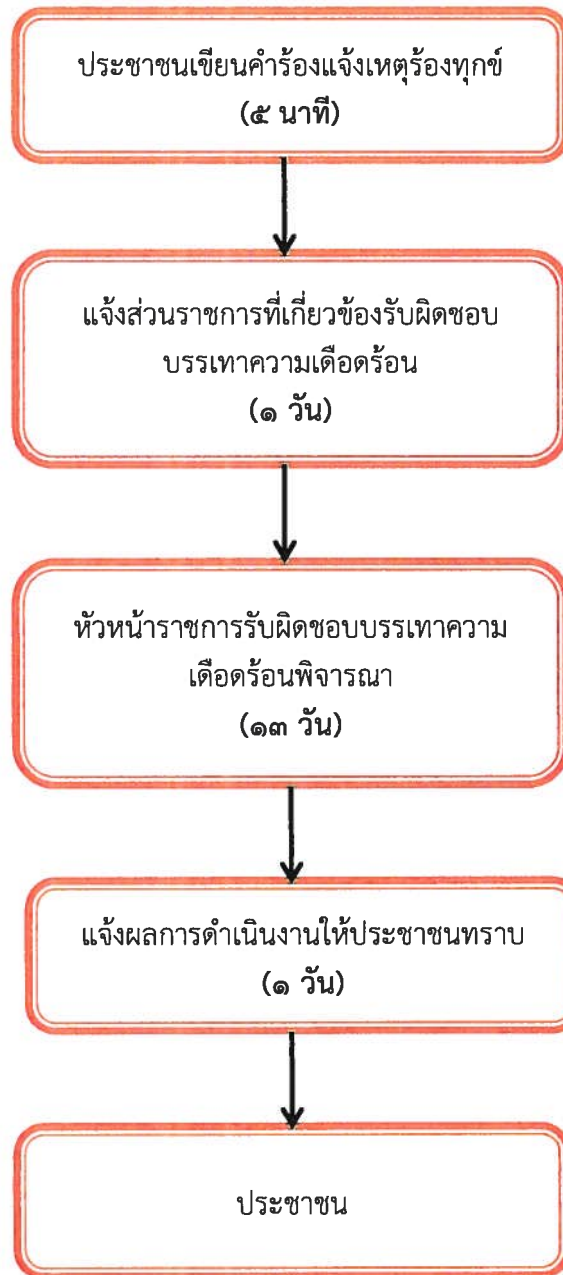 ประชาชนเขียนคำร้องแจ้งเหตุร้องทุกข์
(๕ นาที)
แจ้งส่วนราชการที่เกี่ยวข้องรับผิดชอบ
บรรเทาความเดือดร้อน
(๑ วัน)
หัวหน้าราชการรับผิดชอบบรรเทาความ
เดือดร้อนพิจารณา
(๑๓ วัน)
แจ้งผลการดำเนินงานให้ประชาชนทราบ
(๑ วัน)
ประชาชน